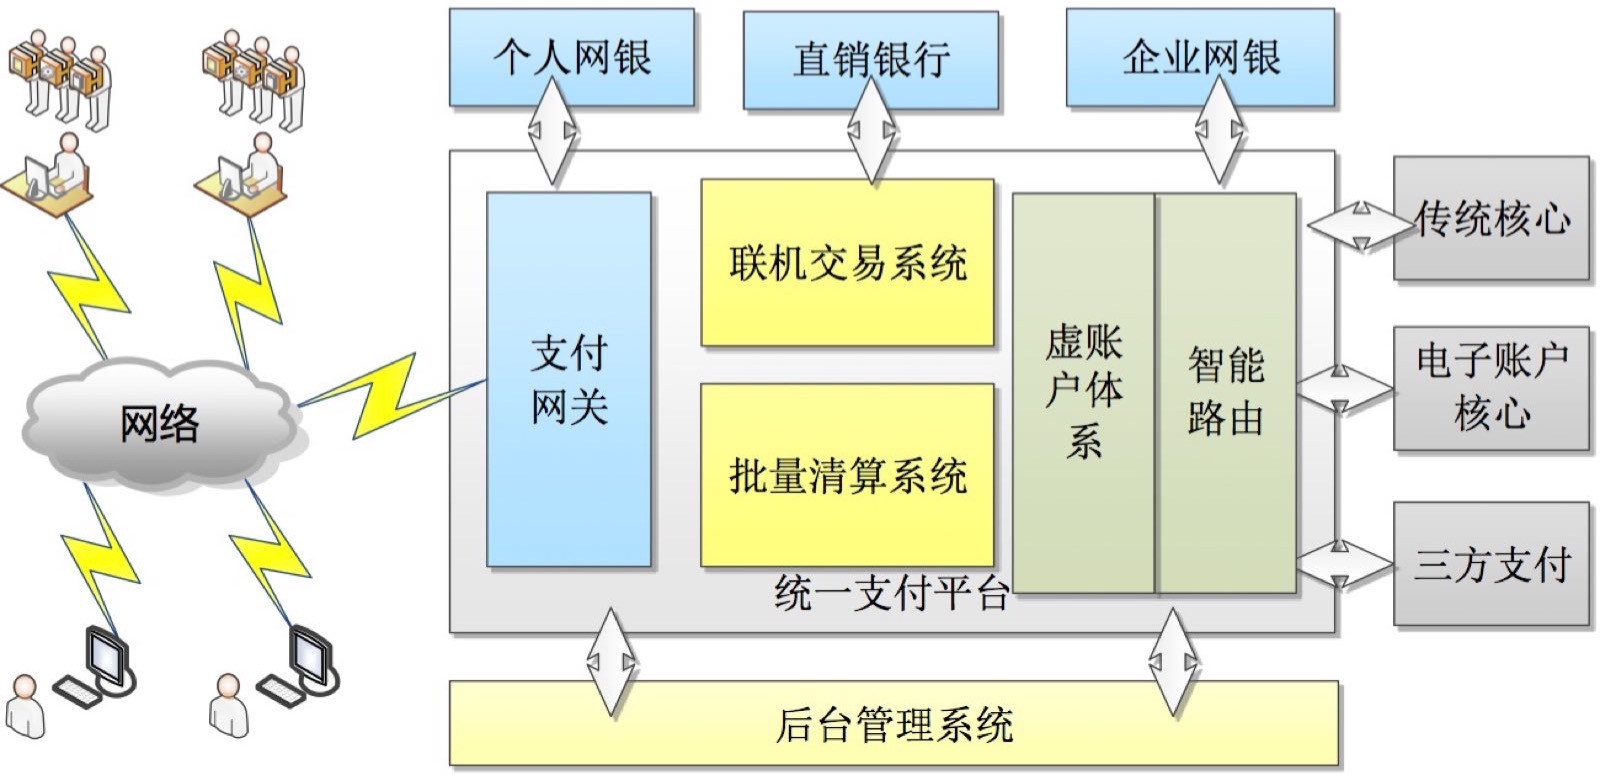 个人网银
直销银行
企业网银
传统核心
联机交易系统
支付
网关
虚账
户体
系
智能
路由
电子账户
核心
网络
批量清算系统
三方支付
统一支付平台
后台管理系统